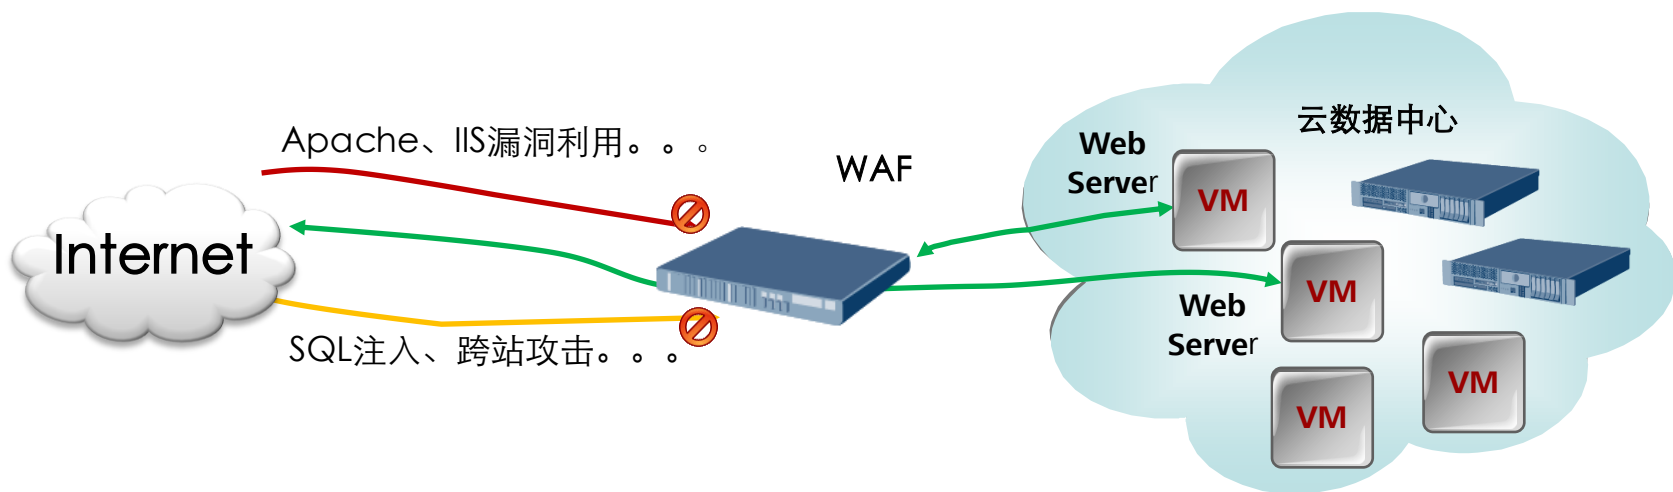 云数据中心
Apache、IIS漏洞利用。。。
WAF
Web
Server
VM
Internet
VM
Web
Server
SQL注入、跨站攻击。。。
VM
VM